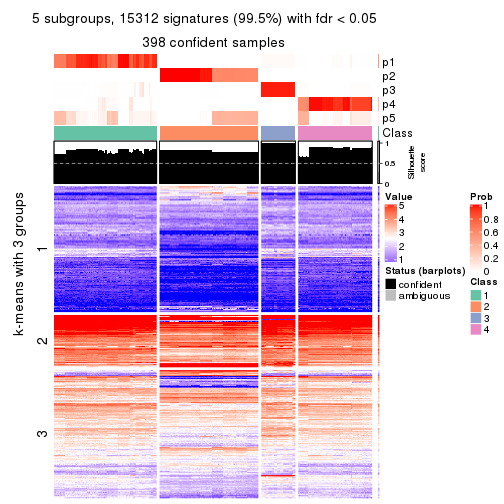 5 subgroups, 15312 signatures (99.5%) with fdr < 0.05
398 confident samples
p1
p2
p3
p4
p5
Class
1
0.5
0
Silhouette
score
k-means with 3 groups
1
2
3
Value
5
4
3
2
1
Status (barplots)
confident
ambiguous
Prob
1
0.8
0.6
0.4
0.2
0
Class
1
2
3
4